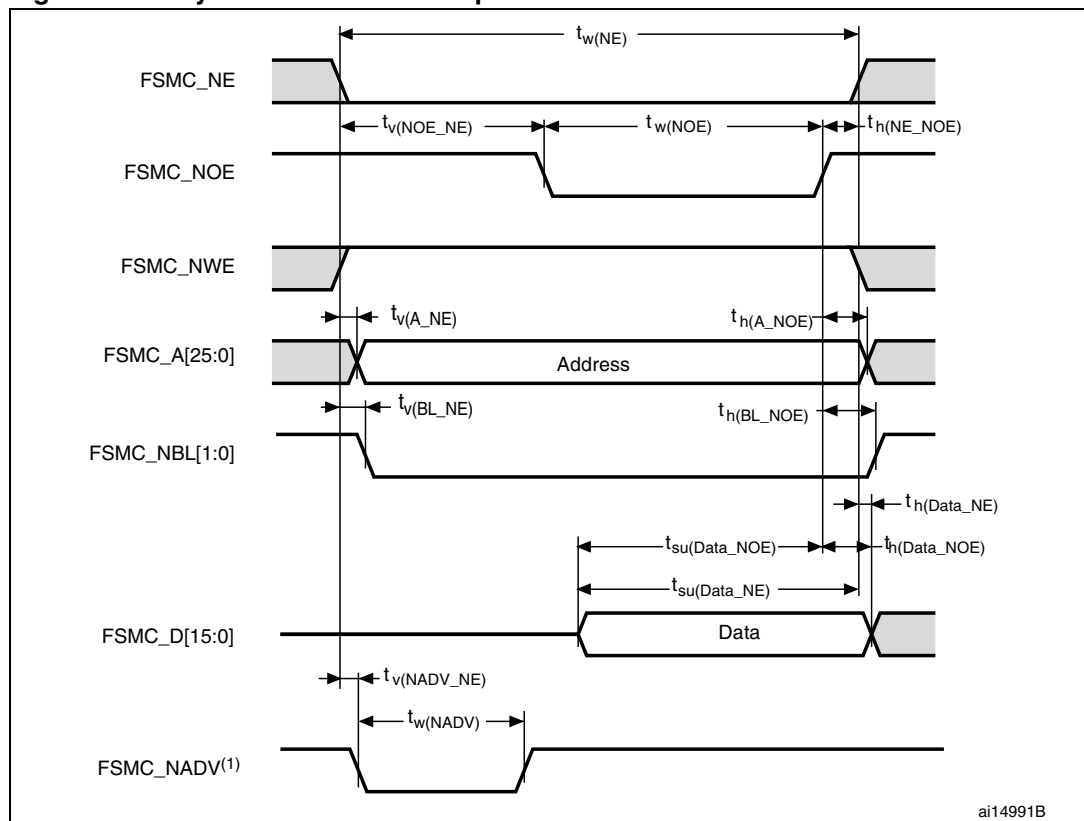 tw(NE)
FSMC_NE
tv(NOE_NE) tw(NOE) th(NE_NOE)
FSMC_NOE
FSMC_NWE
tv(A_NE) th(A_NOE)
FSMC_A[25:0] Address
tv(BL_NE) th(BL_NOE)
FSMC_NBL[1:0]
th(Data_NE)
tsu(Data_NOE) th(Data_NOE)
tsu(Data_NE)
FSMC_D[15:0] Data
tv(NADV_NE)
tw(NADV)
FSMC_NADV(1)
ai14991B